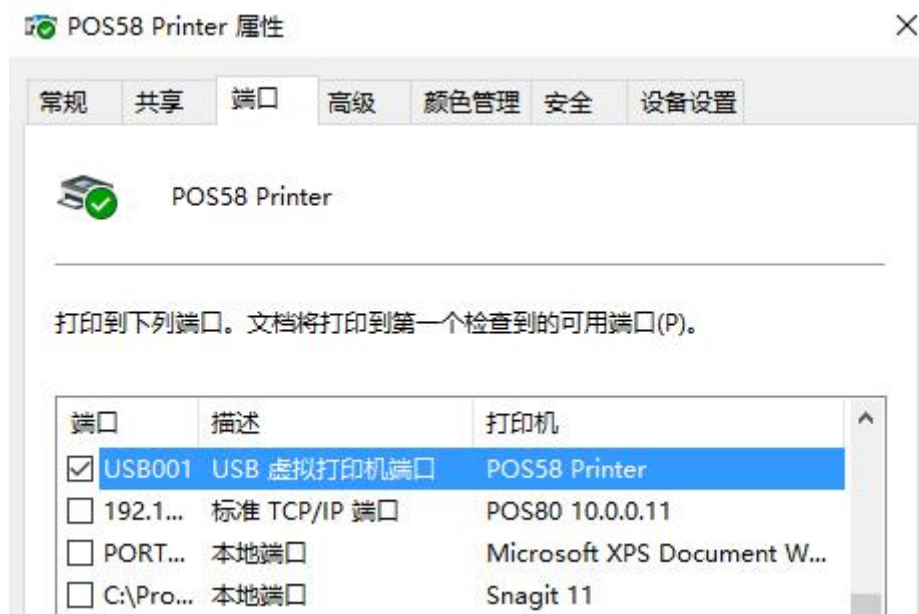 POS58 Printer 属性
常规 共享 端口 高级 颜色管理 安全 设备设置
POS58 Printer
打印到下列端口。文档将打印到第一个检查到的可用端口(P)。
端口 描述 打印机
USB001 USB 虚拟打印机端口 POS58 Printer
192.1... 标准 TCP/IP 端口 POS80 10.0.0.11
PORT... 本地端口 Microsoft XPS Document W...
C:\Pro... 本地端口 Snagit 11